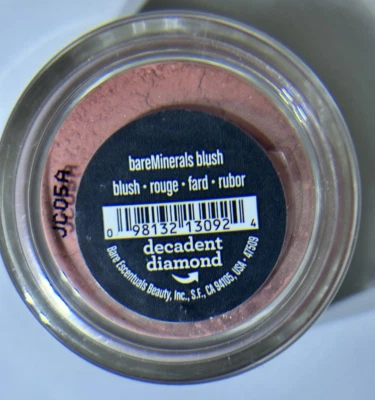 bareMinerals blush
blush • rouge • fard • rubor
0 98132 13092 4
decadent
diamond
Bare Escentuals Beauty, Inc., S.F., CA 94105, USA • 47509
JC05A